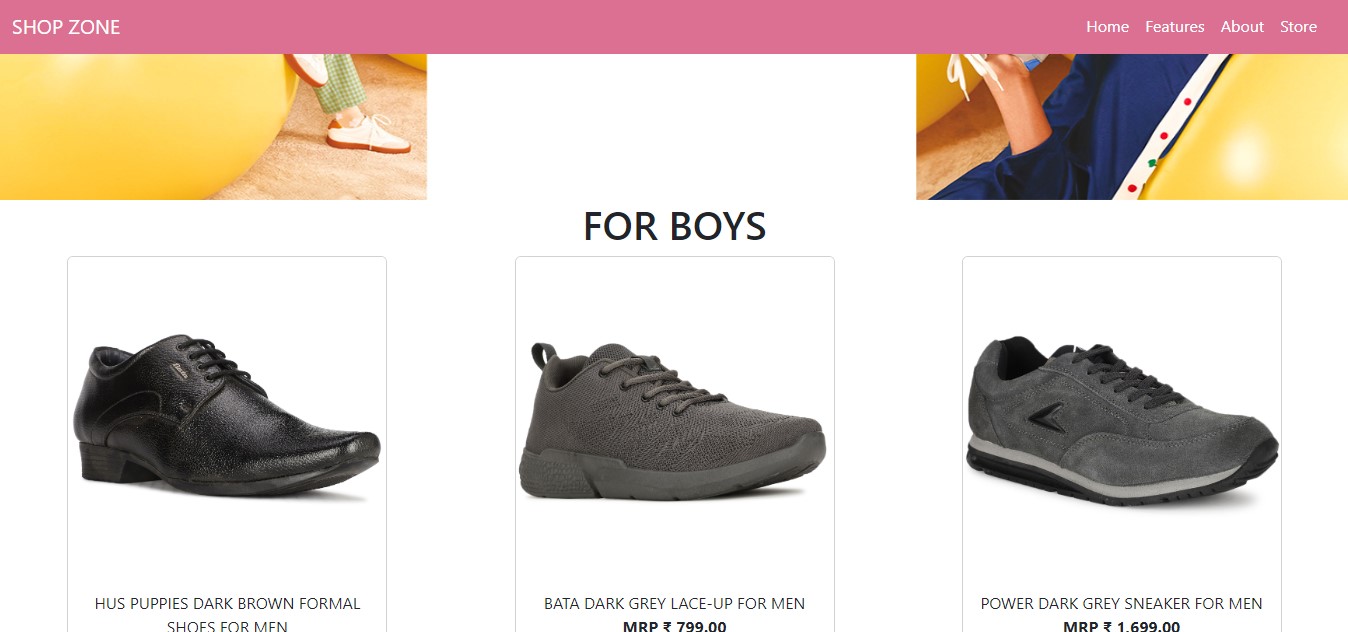 SHOP ZONE
Home Features About Store
FOR BOYS
HUS PUPPIES DARK BROWN FORMAL
SHOES FOR MEN
BATA DARK GREY LACE-UP FOR MEN
MRP ₹ 799.00
POWER DARK GREY SNEAKER FOR MEN
MRP ₹ 1,699.00